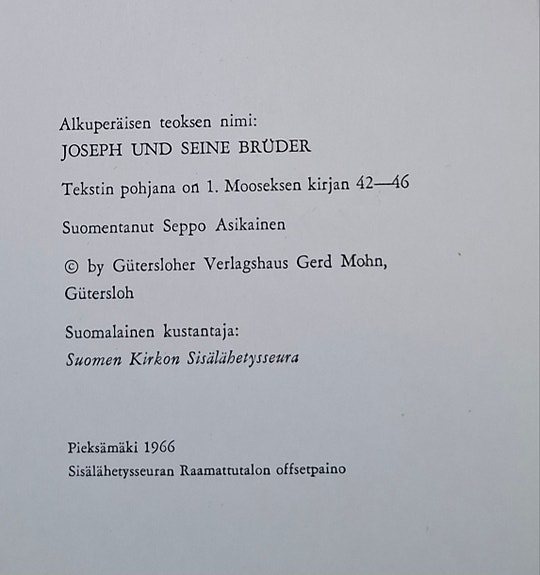 Alkuperäisen teoksen nimi:
JOSEPH UND SEINE BRÜDER
Tekstin pohjana on 1. Mooseksen kirjan 42—46
Suomentanut Seppo Asikainen
© by Gütersloher Verlagshaus Gerd Mohn,
Gütersloh
Suomalainen kustantaja:
Suomen Kirkon Sisälähetysseura
Pieksämäki 1966
Sisälähetysseuran Raamattutalon offsetpaino